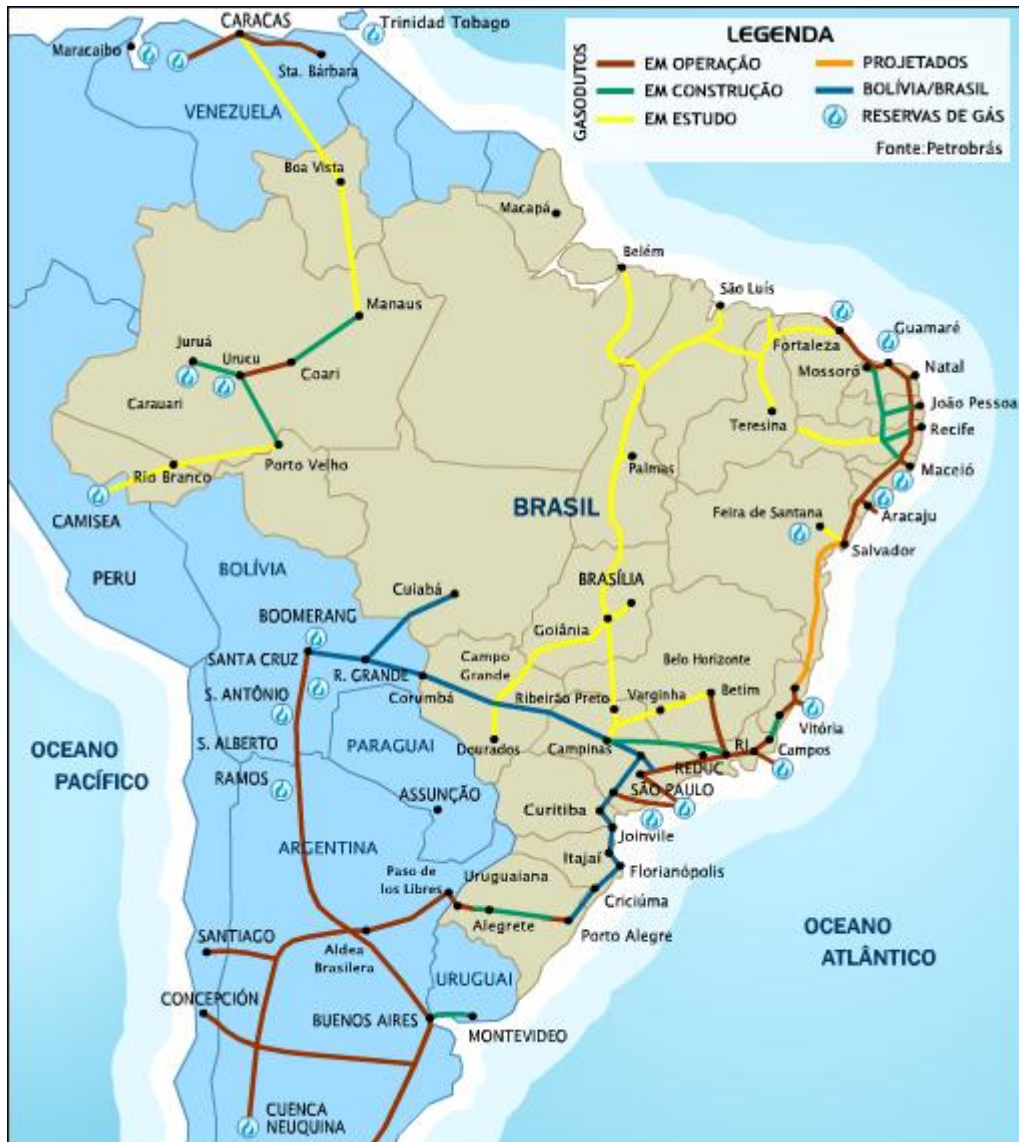 LEGENDA
GASODUTOS
EM OPERAÇÃO
EM CONSTRUÇÃO
EM ESTUDO
PROJETADOS
BOLÍVIA/BRASIL
RESERVAS DE GÁS
Fonte:Petrobrás
CARACAS
Trinidad Tobago
Maracaibo
Sta. Bárbara
VENEZUELA
Boa Vista
Macapá
Belém
São Luís
Manaus
Fortaleza
Guamaré
Juruá
Urucu
Coari
Mossoró
Natal
Carauari
João Pessoa
Teresina
Recife
Porto Velho
Rio Branco
Palmas
Maceió
CAMISEA
BRASIL
Feira de Santana
Aracaju
Salvador
PERU
BOLÍVIA
Cuiabá
BRASÍLIA
BOOMERANG
Goiânia
SANTA CRUZ
R. GRANDE
Campo
Grande
Belo Horizonte
S. ANTÔNIO
Corumbá
Ribeirão Preto
Varginha
Betim
Vitória
OCEANO
PACÍFICO
S. ALBERTO
PARAGUAI
Dourados
Campinas
RJ
Campos
REDUC
RAMOS
ASSUNÇÃO
SÃO PAULO
Curitiba
Joinvile
ARGENTINA
Itajaí
Florianópolis
Paso de
los Libres
Uruguaiana
Criciúma
Alegrete
Porto Alegre
OCEANO
ATLÂNTICO
SANTIAGO
Aldea
Brasilera
URUGUAI
CONCEPCIÓN
BUENOS AIRES
MONTEVIDEO
CUENCA
NEUQUINA